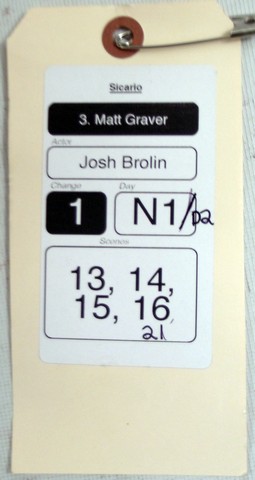 Sicario
3. Matt Graver
Actor
Josh Brolin
Change Day
1 N1/D2
Scenes
13, 14,
15, 16
21